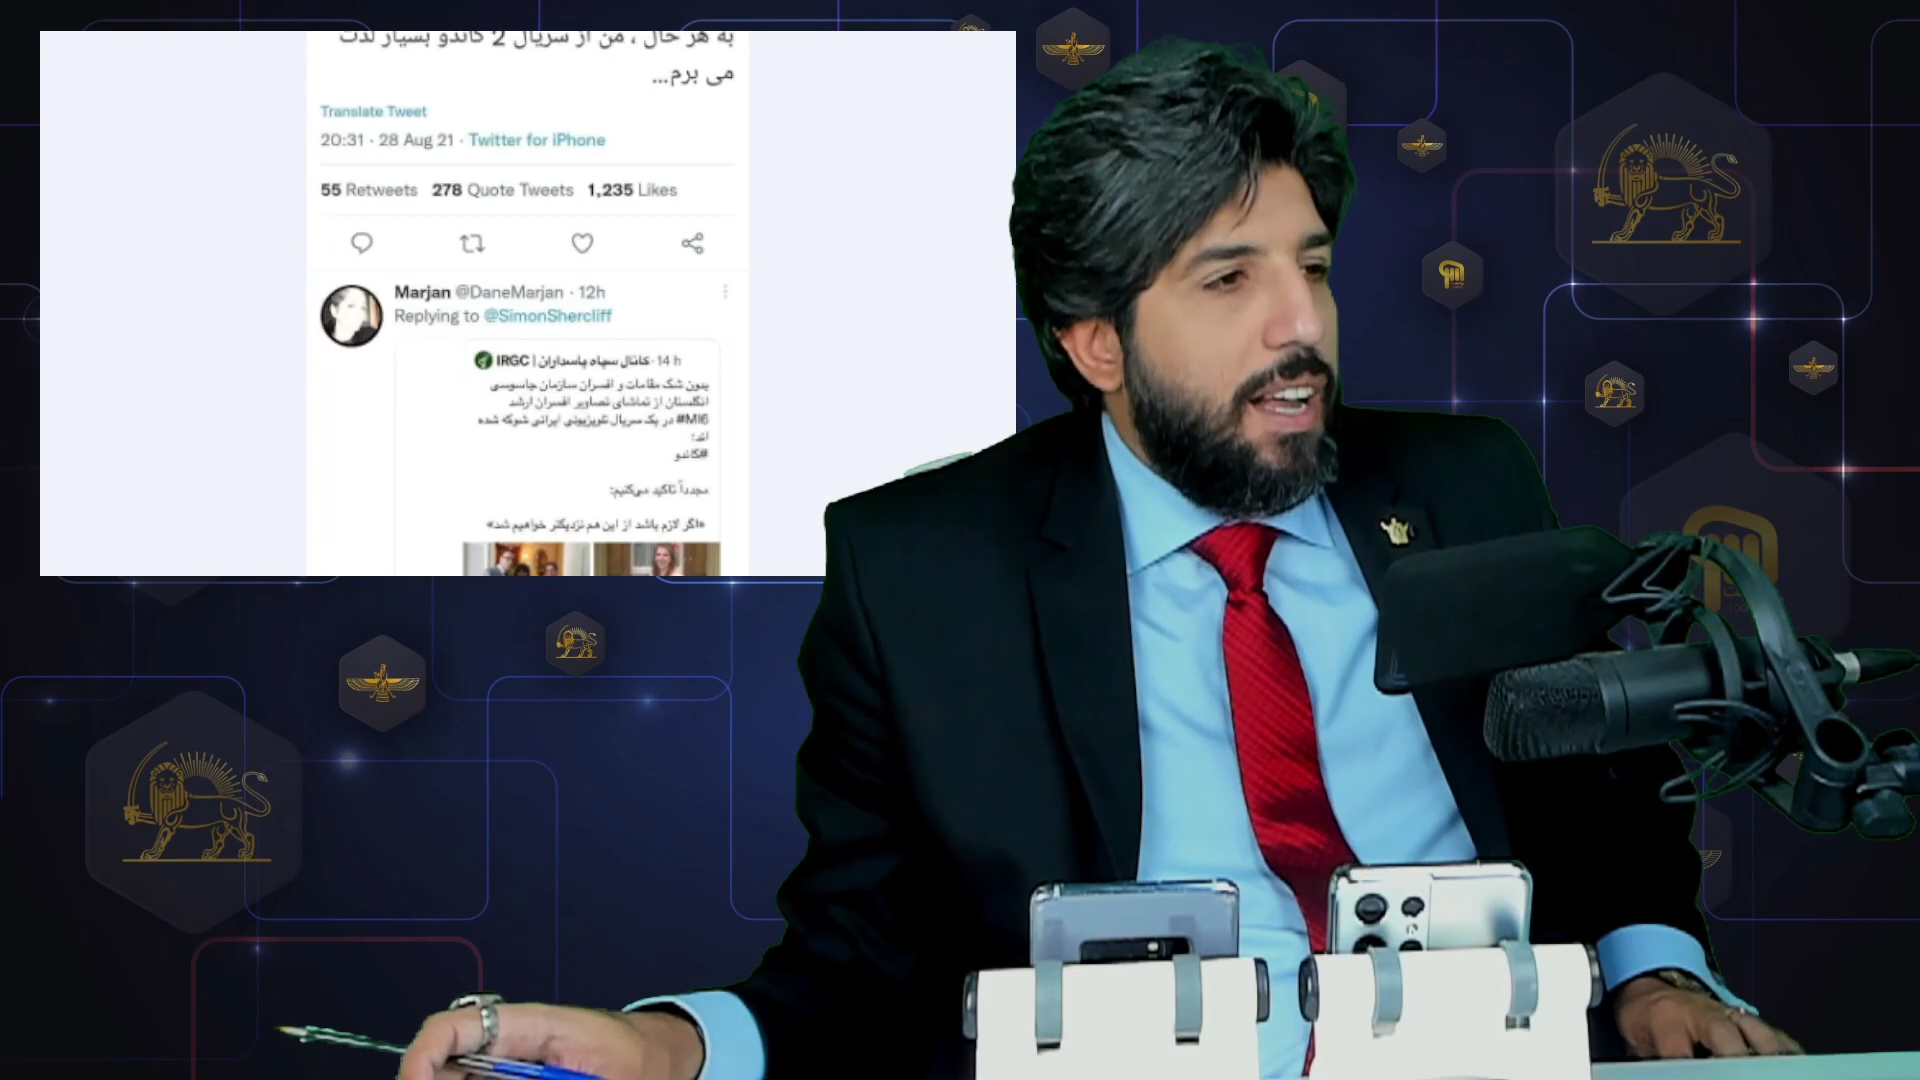 به هر حال ، من از سریال 2 گاندو بسیار لذت
می برم...
Translate Tweet
20:31 · 28 Aug 21 · Twitter for iPhone
55 Retweets 278 Quote Tweets 1,235 Likes
Marjan @DaneMarjan · 12h
Replying to @SimonShercliff
IRGC | کانال سپاه پاسداران · 14 h
بدون شک مقامات و افسران سازمان جاسوسی
انگلستان از تماشای تصاویر افسران ارشد
#MI6 در یک سریال تلویزیونی ایرانی شوکه شده
اند؛
#گاندو
مجدداً تاکید می‌کنیم:
«اگر لازم باشد از این هم نزدیکتر خواهیم شد»